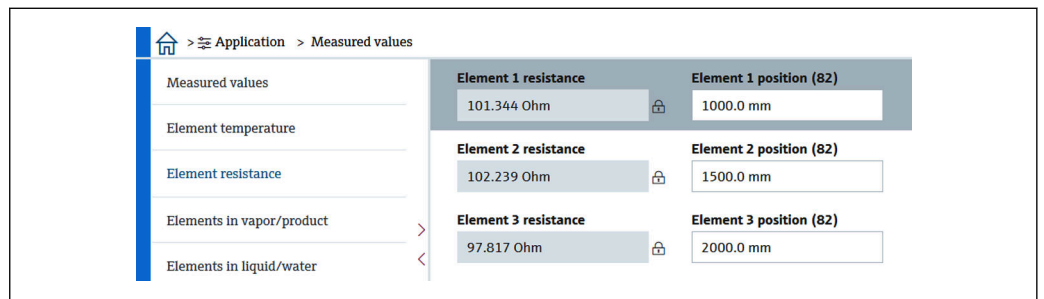 > Application > Measured values
Measured values
Element temperature
Element resistance
Elements in vapor/product
Elements in liquid/water
Element 1 resistance Element 1 position (82)
101.344 Ohm 1000.0 mm
Element 2 resistance Element 2 position (82)
102.239 Ohm 1500.0 mm
Element 3 resistance Element 3 position (82)
97.817 Ohm 2000.0 mm